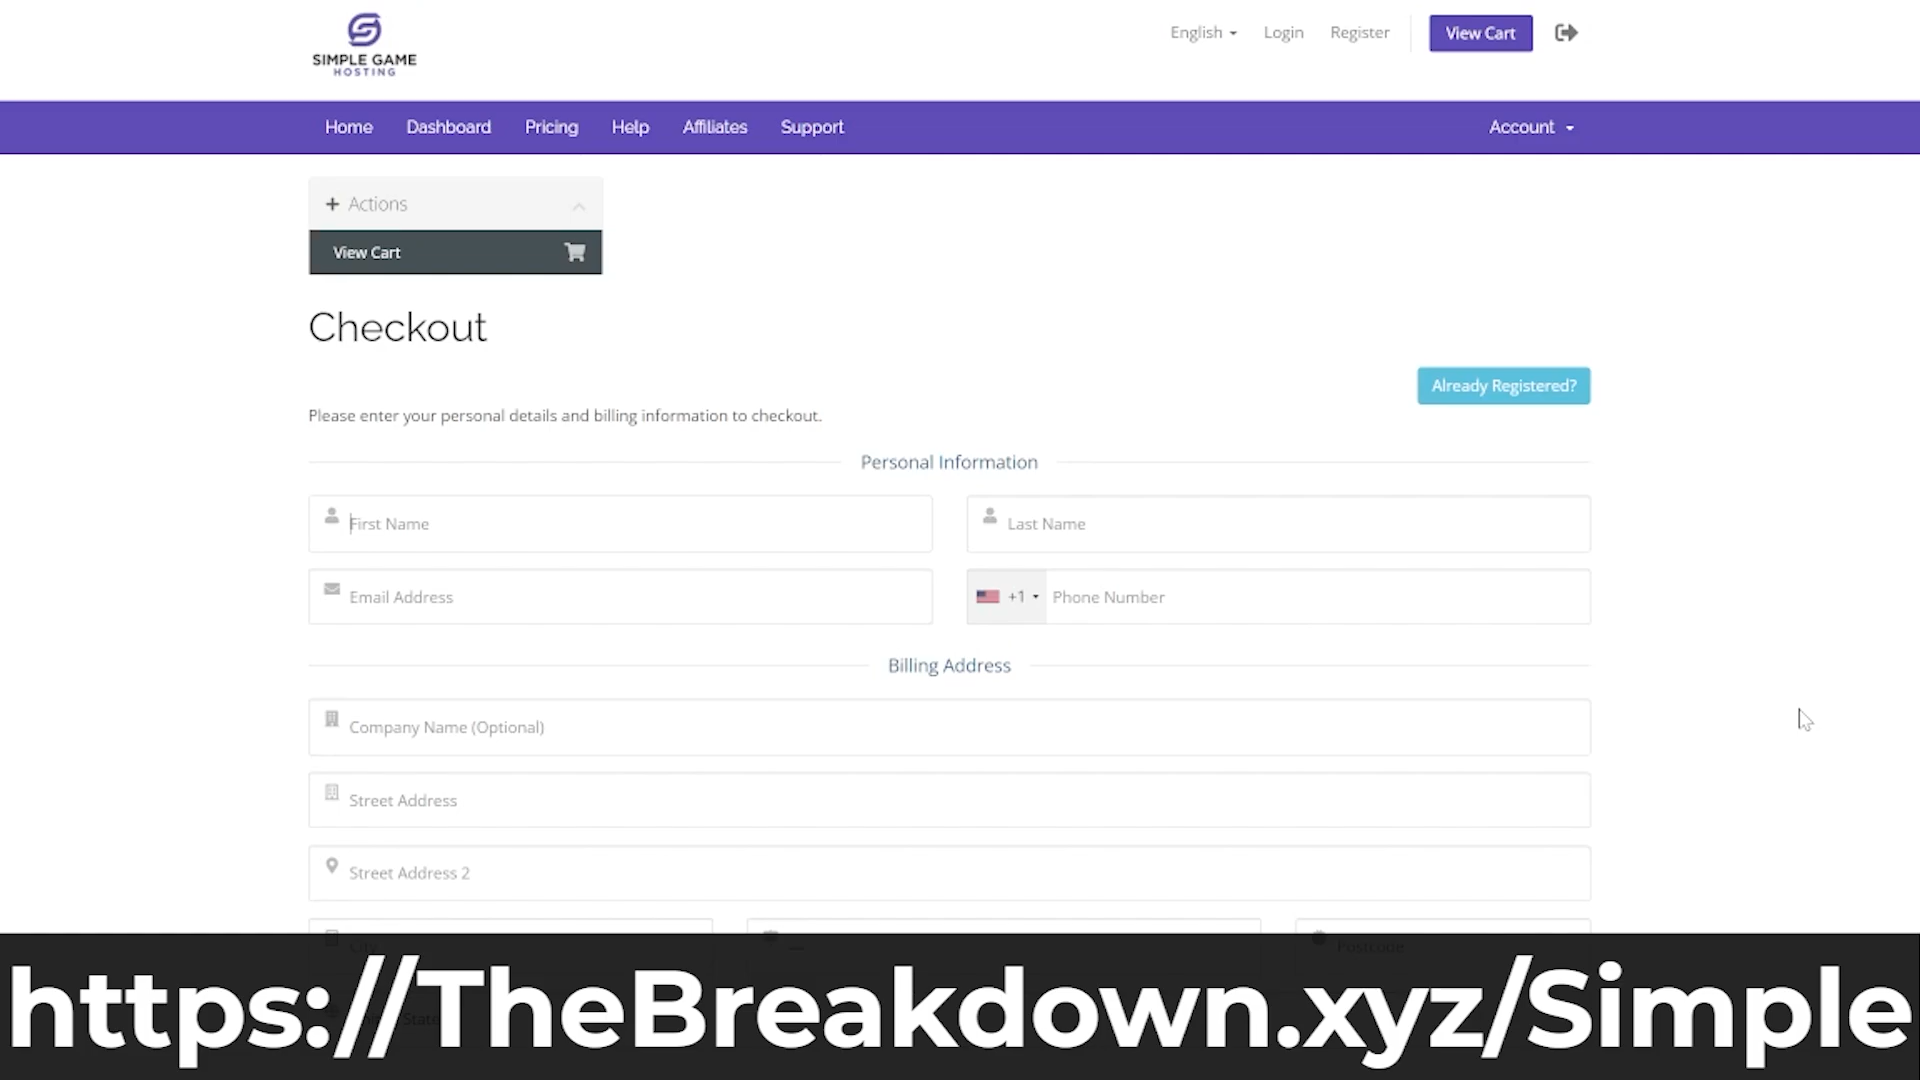 SIMPLE GAME
HOSTING
English Login Register View Cart
Home Dashboard Pricing Help Affiliates Support Account
Actions
View Cart
Checkout
Already Registered?
Please enter your personal details and billing information to checkout.
Personal Information
First Name Last Name
Email Address +1 Phone Number
Billing Address
Company Name (Optional)
Street Address
Street Address 2
City Postcode
https://TheBreakdown.xyz/Simple